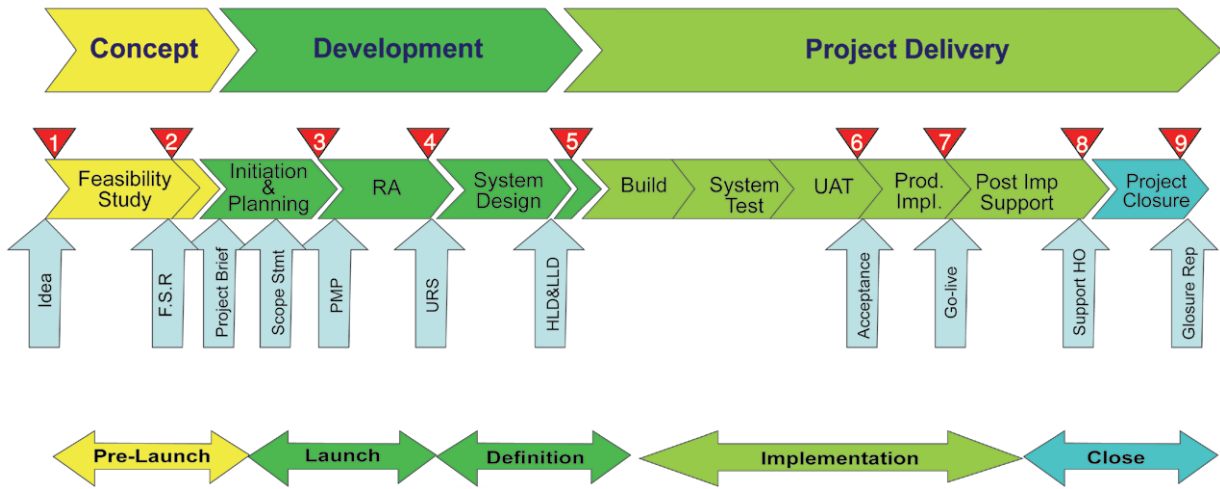 Concept
Development
Project Delivery
1
2
3
4
5
6
7
8
9
Feasibility
Study
Initiation
&
Planning
RA
System
Design
Build
System
Test
UAT
Prod.
Impl.
Post Imp
Support
Project
Closure
Idea
F.S.R
Project Brief
Scope Stmt
PMP
URS
HLD&LLD
Acceptance
Go-live
Support HO
Glosure Rep
Pre-Launch
Launch
Definition
Implementation
Close